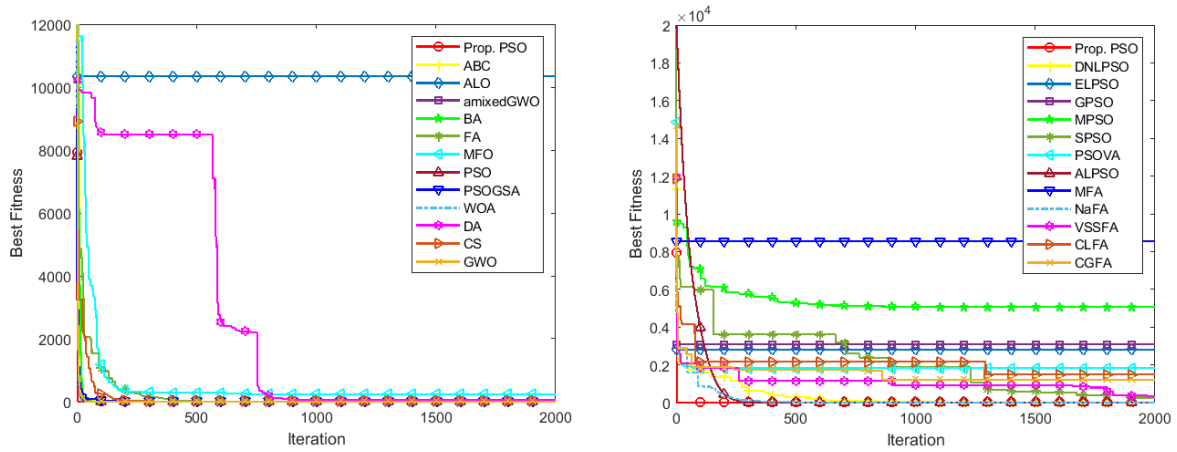 12000
10000
8000
6000
4000
2000
0
Best Fitness
0
500
1000
1500
2000
Iteration
Prop. PSO
ABC
ALO
amixedGWO
BA
FA
MFO
PSO
PSOGSA
WOA
DA
CS
GWO
×10^4
2
1.8
1.6
1.4
1.2
1
0.8
0.6
0.4
0.2
0
Best Fitness
0
500
1000
1500
2000
Iteration
Prop. PSO
DNLPSO
ELPSO
GPSO
MPSO
SPSO
PSOVA
ALPSO
MFA
NaFA
VSSFA
CLFA
CGFA